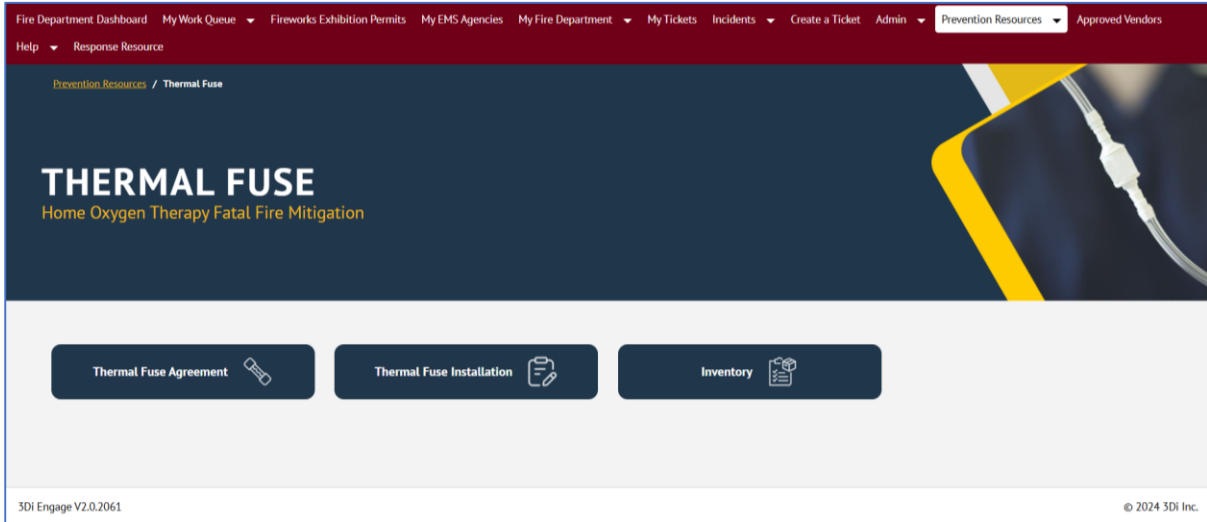 Fire Department Dashboard My Work Queue Fireworks Exhibition Permits My EMS Agencies My Fire Department My Tickets Incidents Create a Ticket Admin Prevention Resources Approved Vendors
Help Response Resource
Prevention Resources / Thermal Fuse
THERMAL FUSE
Home Oxygen Therapy Fatal Fire Mitigation
Thermal Fuse Agreement Thermal Fuse Installation Inventory
3Di Engage V2.0.2061 © 2024 3Di Inc.